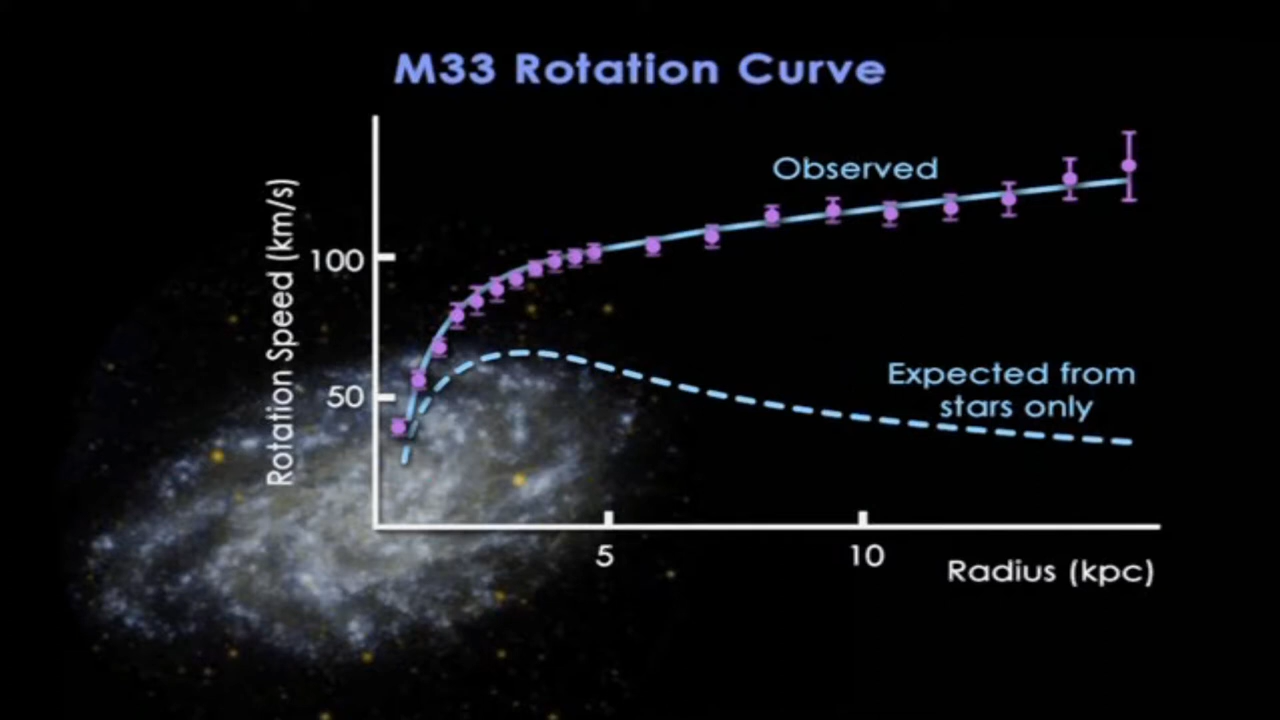 M33 Rotation Curve
Observed
Rotation Speed (km/s)
100
50
Expected from
stars only
5
10
Radius (kpc)